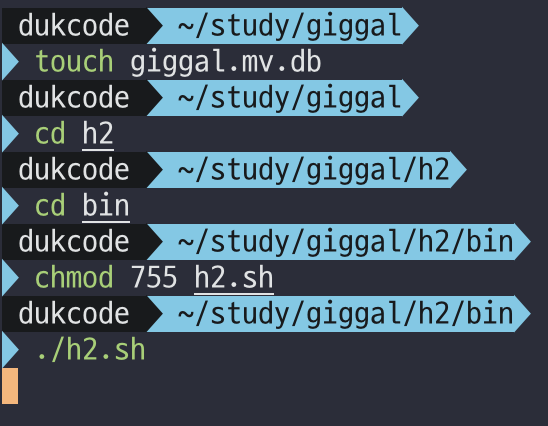 dukcode ~/study/giggal
touch giggal.mv.db
dukcode ~/study/giggal
cd h2
dukcode ~/study/giggal/h2
cd bin
dukcode ~/study/giggal/h2/bin
chmod 755 h2.sh
dukcode ~/study/giggal/h2/bin
./h2.sh